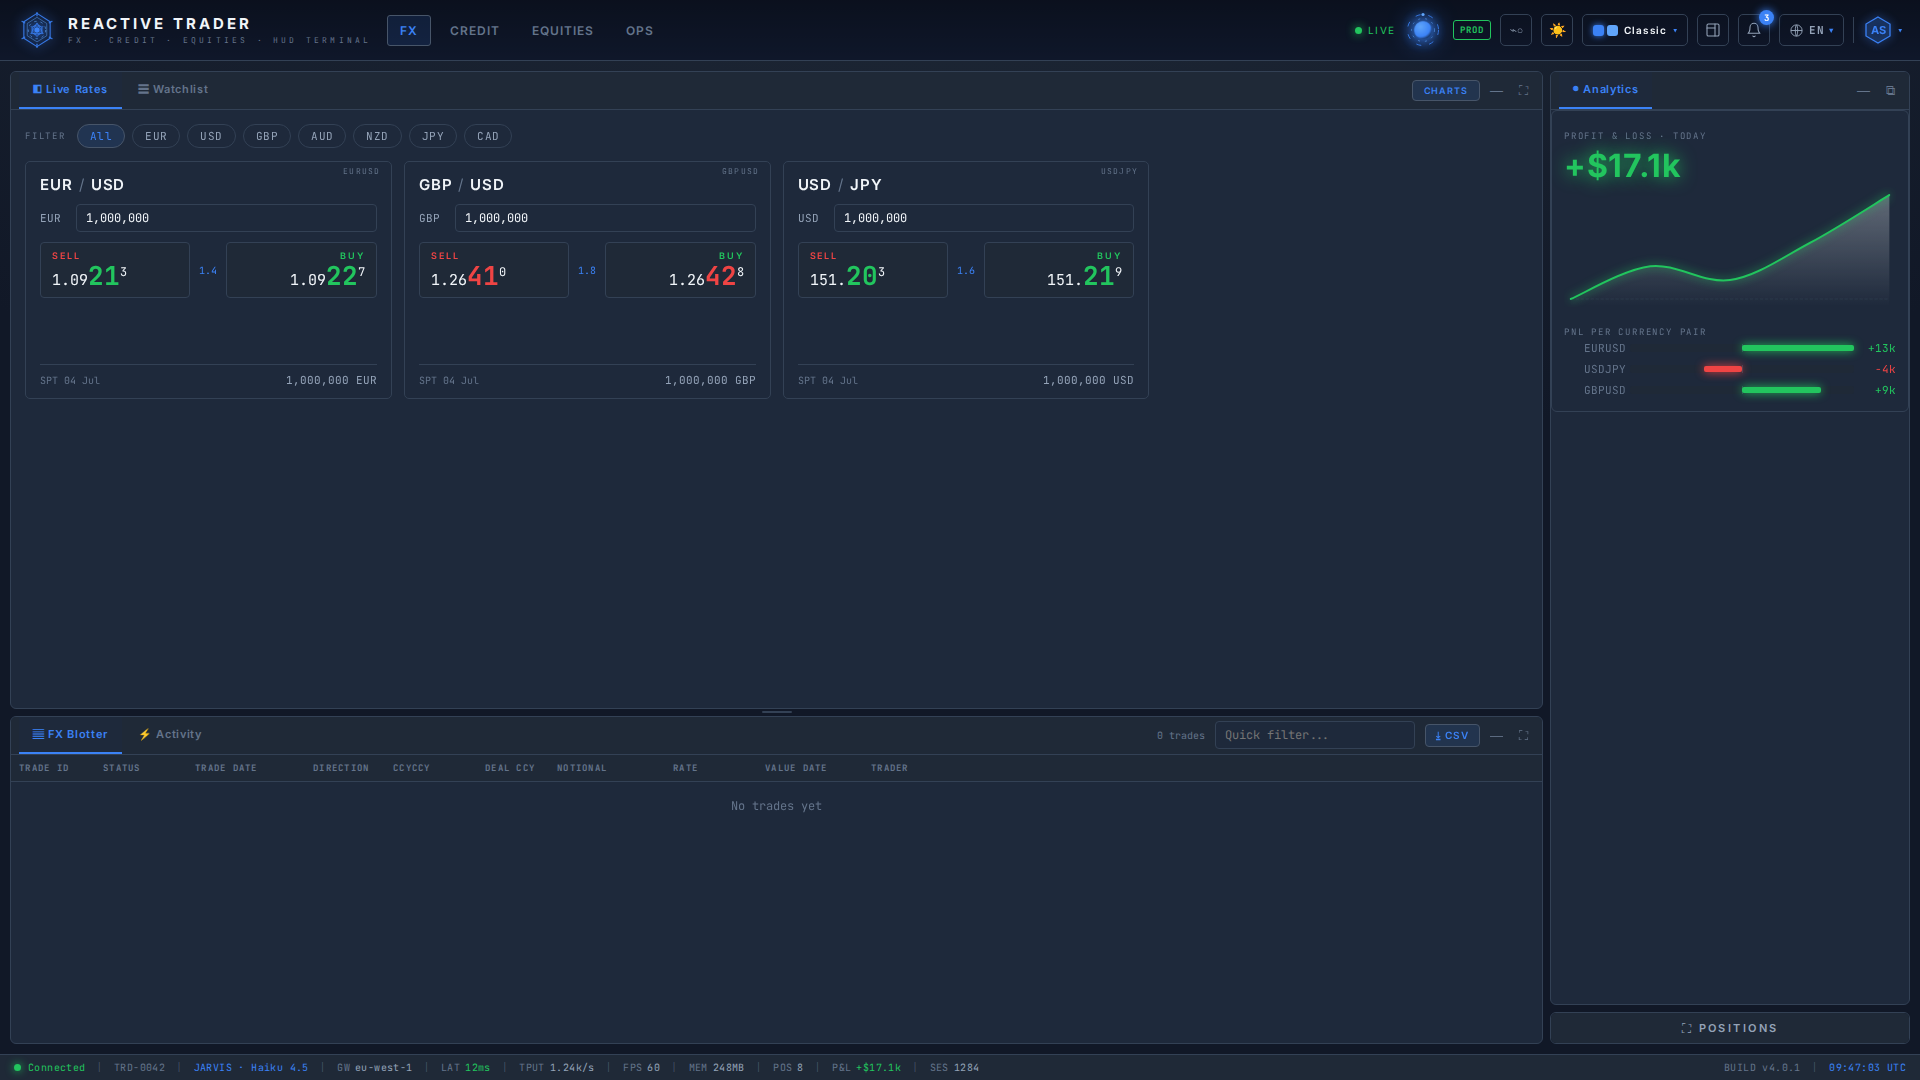 REACTIVE TRADER
FX · CREDIT · EQUITIES · HUD TERMINAL
FX CREDIT EQUITIES OPS
LIVE PROD Classic 3 EN AS
Live Rates Watchlist CHARTS
FILTER All EUR USD GBP AUD NZD JPY CAD
EURUSD
EUR / USD
EUR 1,000,000
SELL BUY
1.09213 1.4 1.09227
SPT 04 Jul 1,000,000 EUR
GBPUSD
GBP / USD
GBP 1,000,000
SELL BUY
1.26410 1.8 1.26428
SPT 04 Jul 1,000,000 GBP
USDJPY
USD / JPY
USD 1,000,000
SELL BUY
151.203 1.6 151.219
SPT 04 Jul 1,000,000 USD
Analytics
PROFIT & LOSS · TODAY
+$17.1k
PNL PER CURRENCY PAIR
EURUSD +13k
USDJPY -4k
GBPUSD +9k
POSITIONS
FX Blotter Activity 0 trades Quick filter... CSV
TRADE ID STATUS TRADE DATE DIRECTION CCYCCY DEAL CCY NOTIONAL RATE VALUE DATE TRADER
No trades yet
Connected | TRD-0042 | JARVIS · Haiku 4.5 | GW eu-west-1 | LAT 12ms | TPUT 1.24k/s | FPS 60 | MEM 248MB | POS 8 | P&L +$17.1k | SES 1284
BUILD v4.0.1 | 09:47:03 UTC